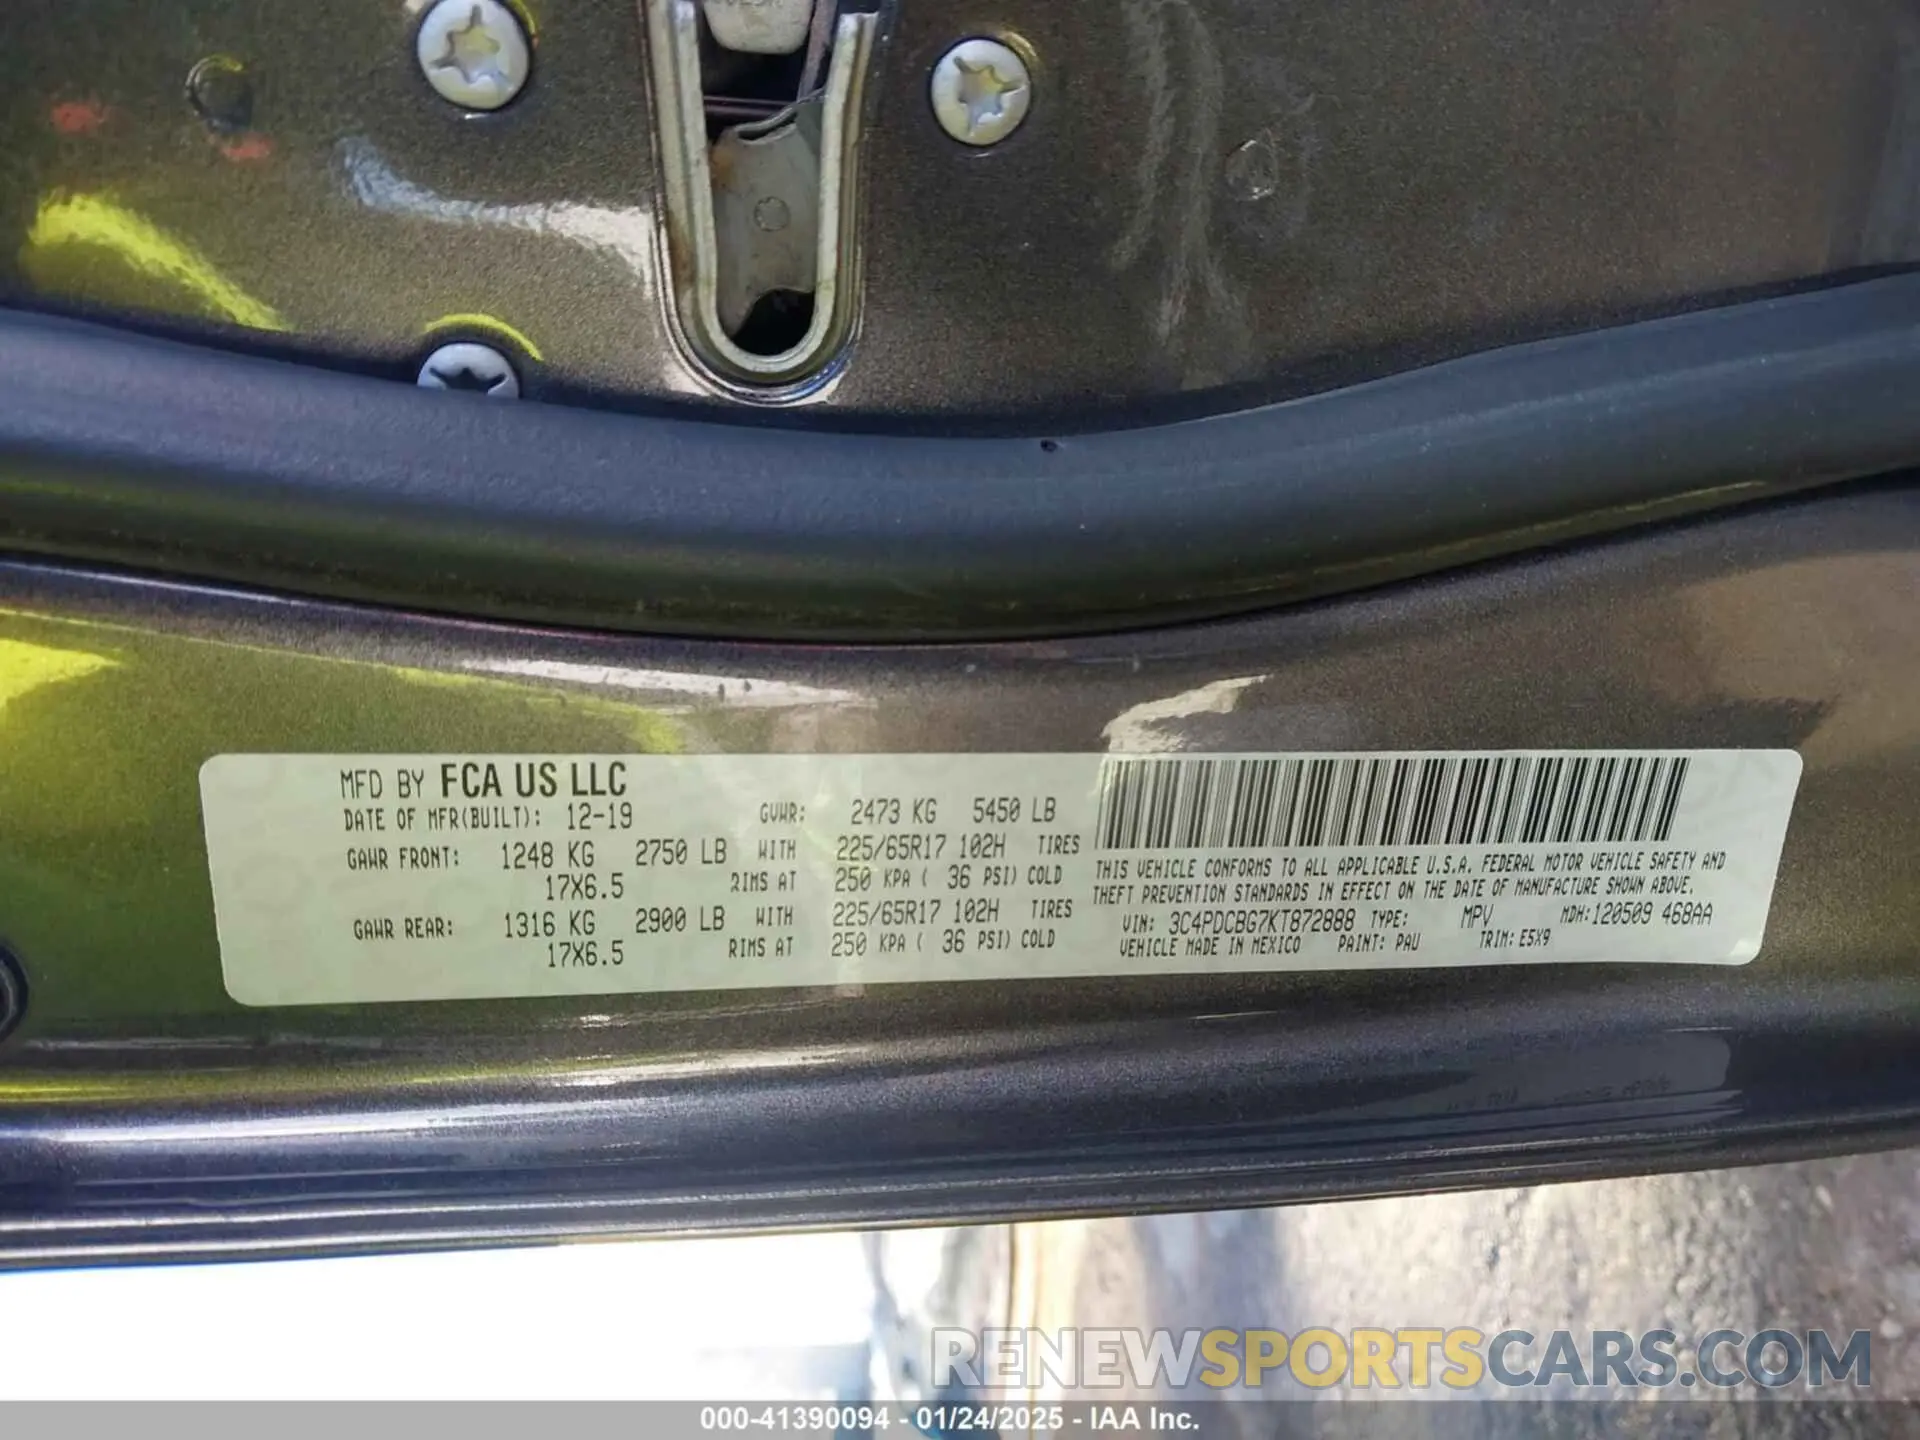 MFD BY FCA US LLC
DATE OF MFR(BUILT): 12-19 GVWR: 2473 KG 5450 LB
GAWR FRONT: 1248 KG 2750 LB WITH 225/65R17 102H TIRES
17X6.5 RIMS AT 250 KPA ( 36 PSI) COLD
GAWR REAR: 1316 KG 2900 LB WITH 225/65R17 102H TIRES
17X6.5 RIMS AT 250 KPA ( 36 PSI) COLD
THIS VEHICLE CONFORMS TO ALL APPLICABLE U.S.A. FEDERAL MOTOR VEHICLE SAFETY AND
THEFT PREVENTION STANDARDS IN EFFECT ON THE DATE OF MANUFACTURE SHOWN ABOVE.
VIN: 3C4PDCBG7KT872888 TYPE: MPV MDH: 120509 468AA
VEHICLE MADE IN MEXICO PAINT: PAU TRIM: E5X9
RENEWSPORTSCARS.COM
000-41390094 - 01/24/2025 - IAA Inc.